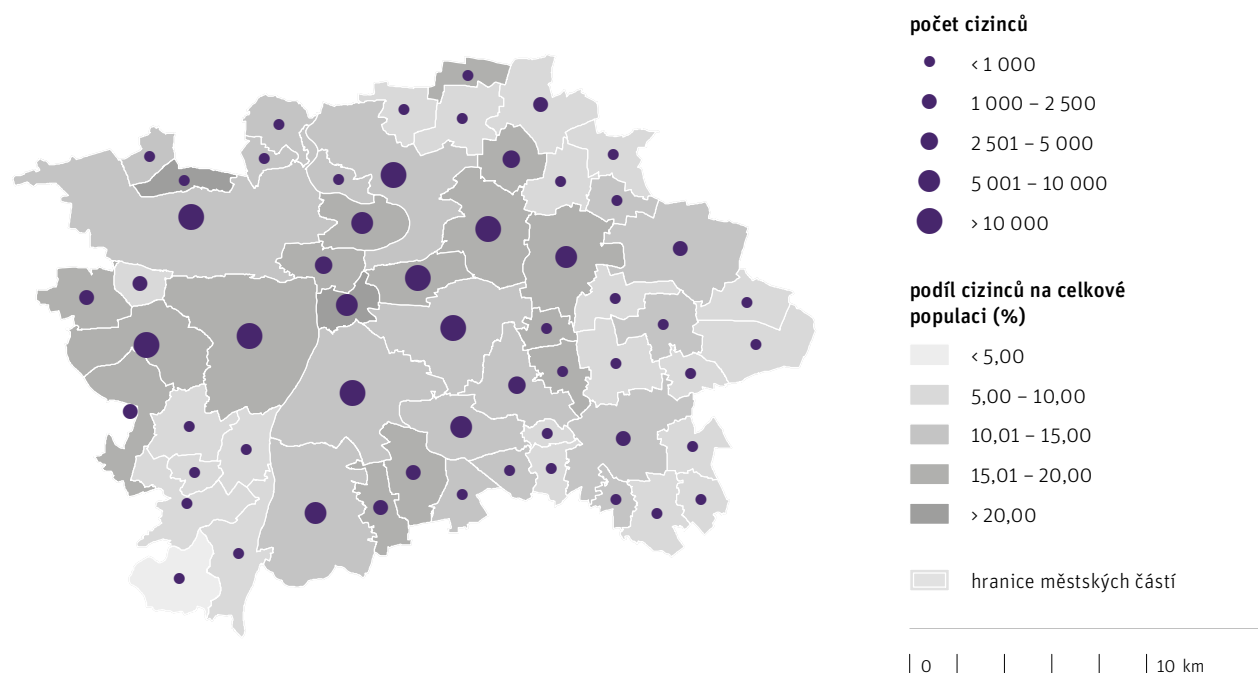 počet cizinců
< 1 000
1 000 – 2 500
2 501 – 5 000
5 001 – 10 000
> 10 000
podíl cizinců na celkové
populaci (%)
< 5,00
5,00 – 10,00
10,01 – 15,00
15,01 – 20,00
> 20,00
hranice městských částí
0 10 km